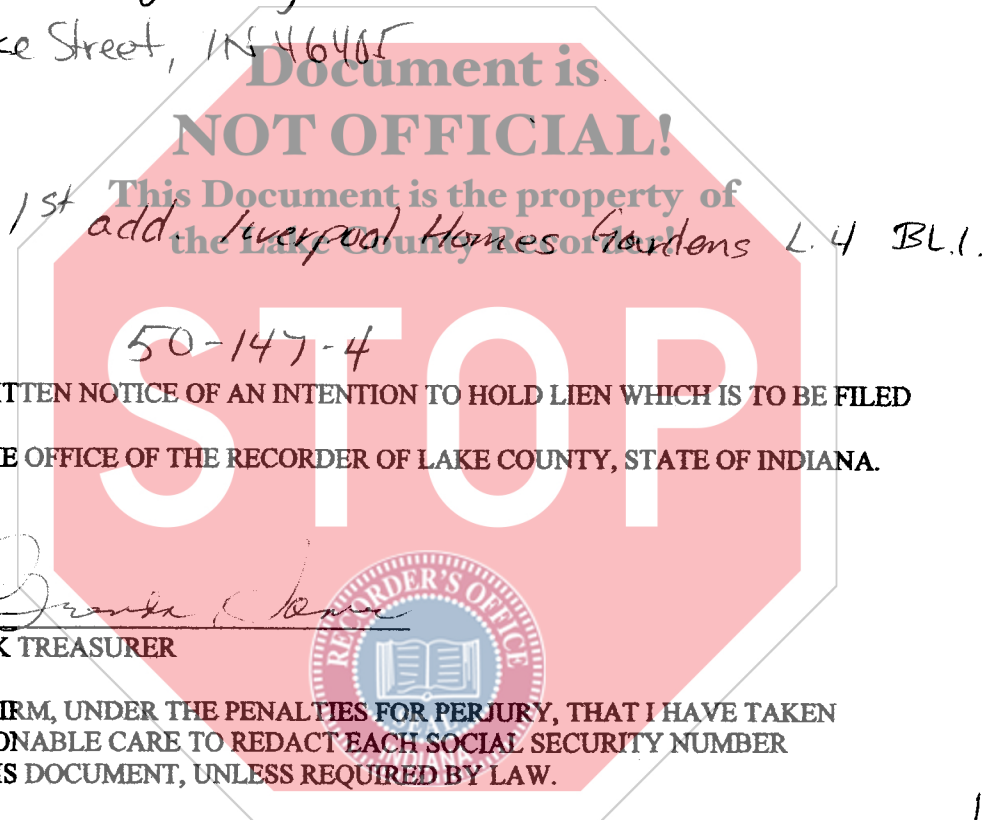 ce Street, IN 46405
Document is
NOT OFFICIAL!
This Document is the property of
the Lake County Recorder!
1st add. Liverpool Homes Gardens L.4 BL.1.
STOP
50-147-4
TTEN NOTICE OF AN INTENTION TO HOLD LIEN WHICH IS TO BE FILED
E OFFICE OF THE RECORDER OF LAKE COUNTY, STATE OF INDIANA.
K TREASURER
RECORDER'S OFFICE
SEAL
INDIANA
IRM, UNDER THE PENALTIES FOR PERJURY, THAT I HAVE TAKEN
ONABLE CARE TO REDACT EACH SOCIAL SECURITY NUMBER
IS DOCUMENT, UNLESS REQUIRED BY LAW.